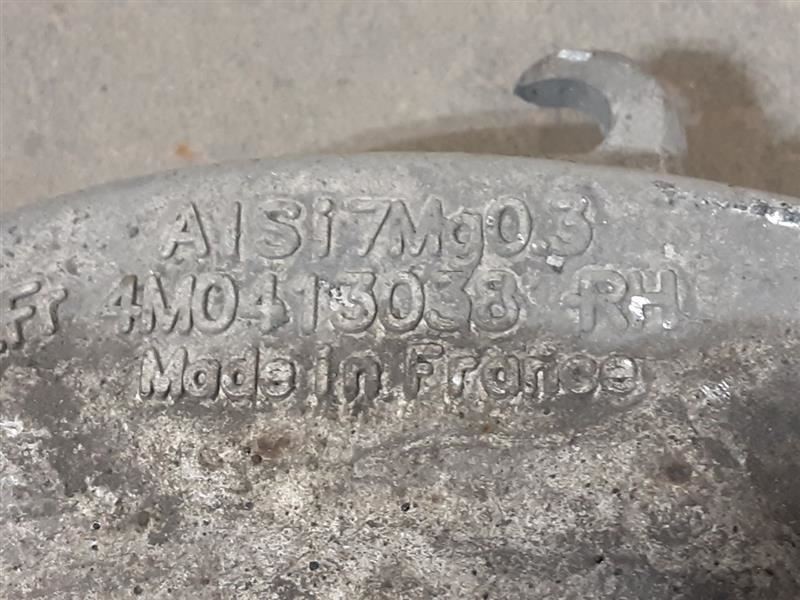 AlSi7Mg0.3
4M0413038 RH
Made in France